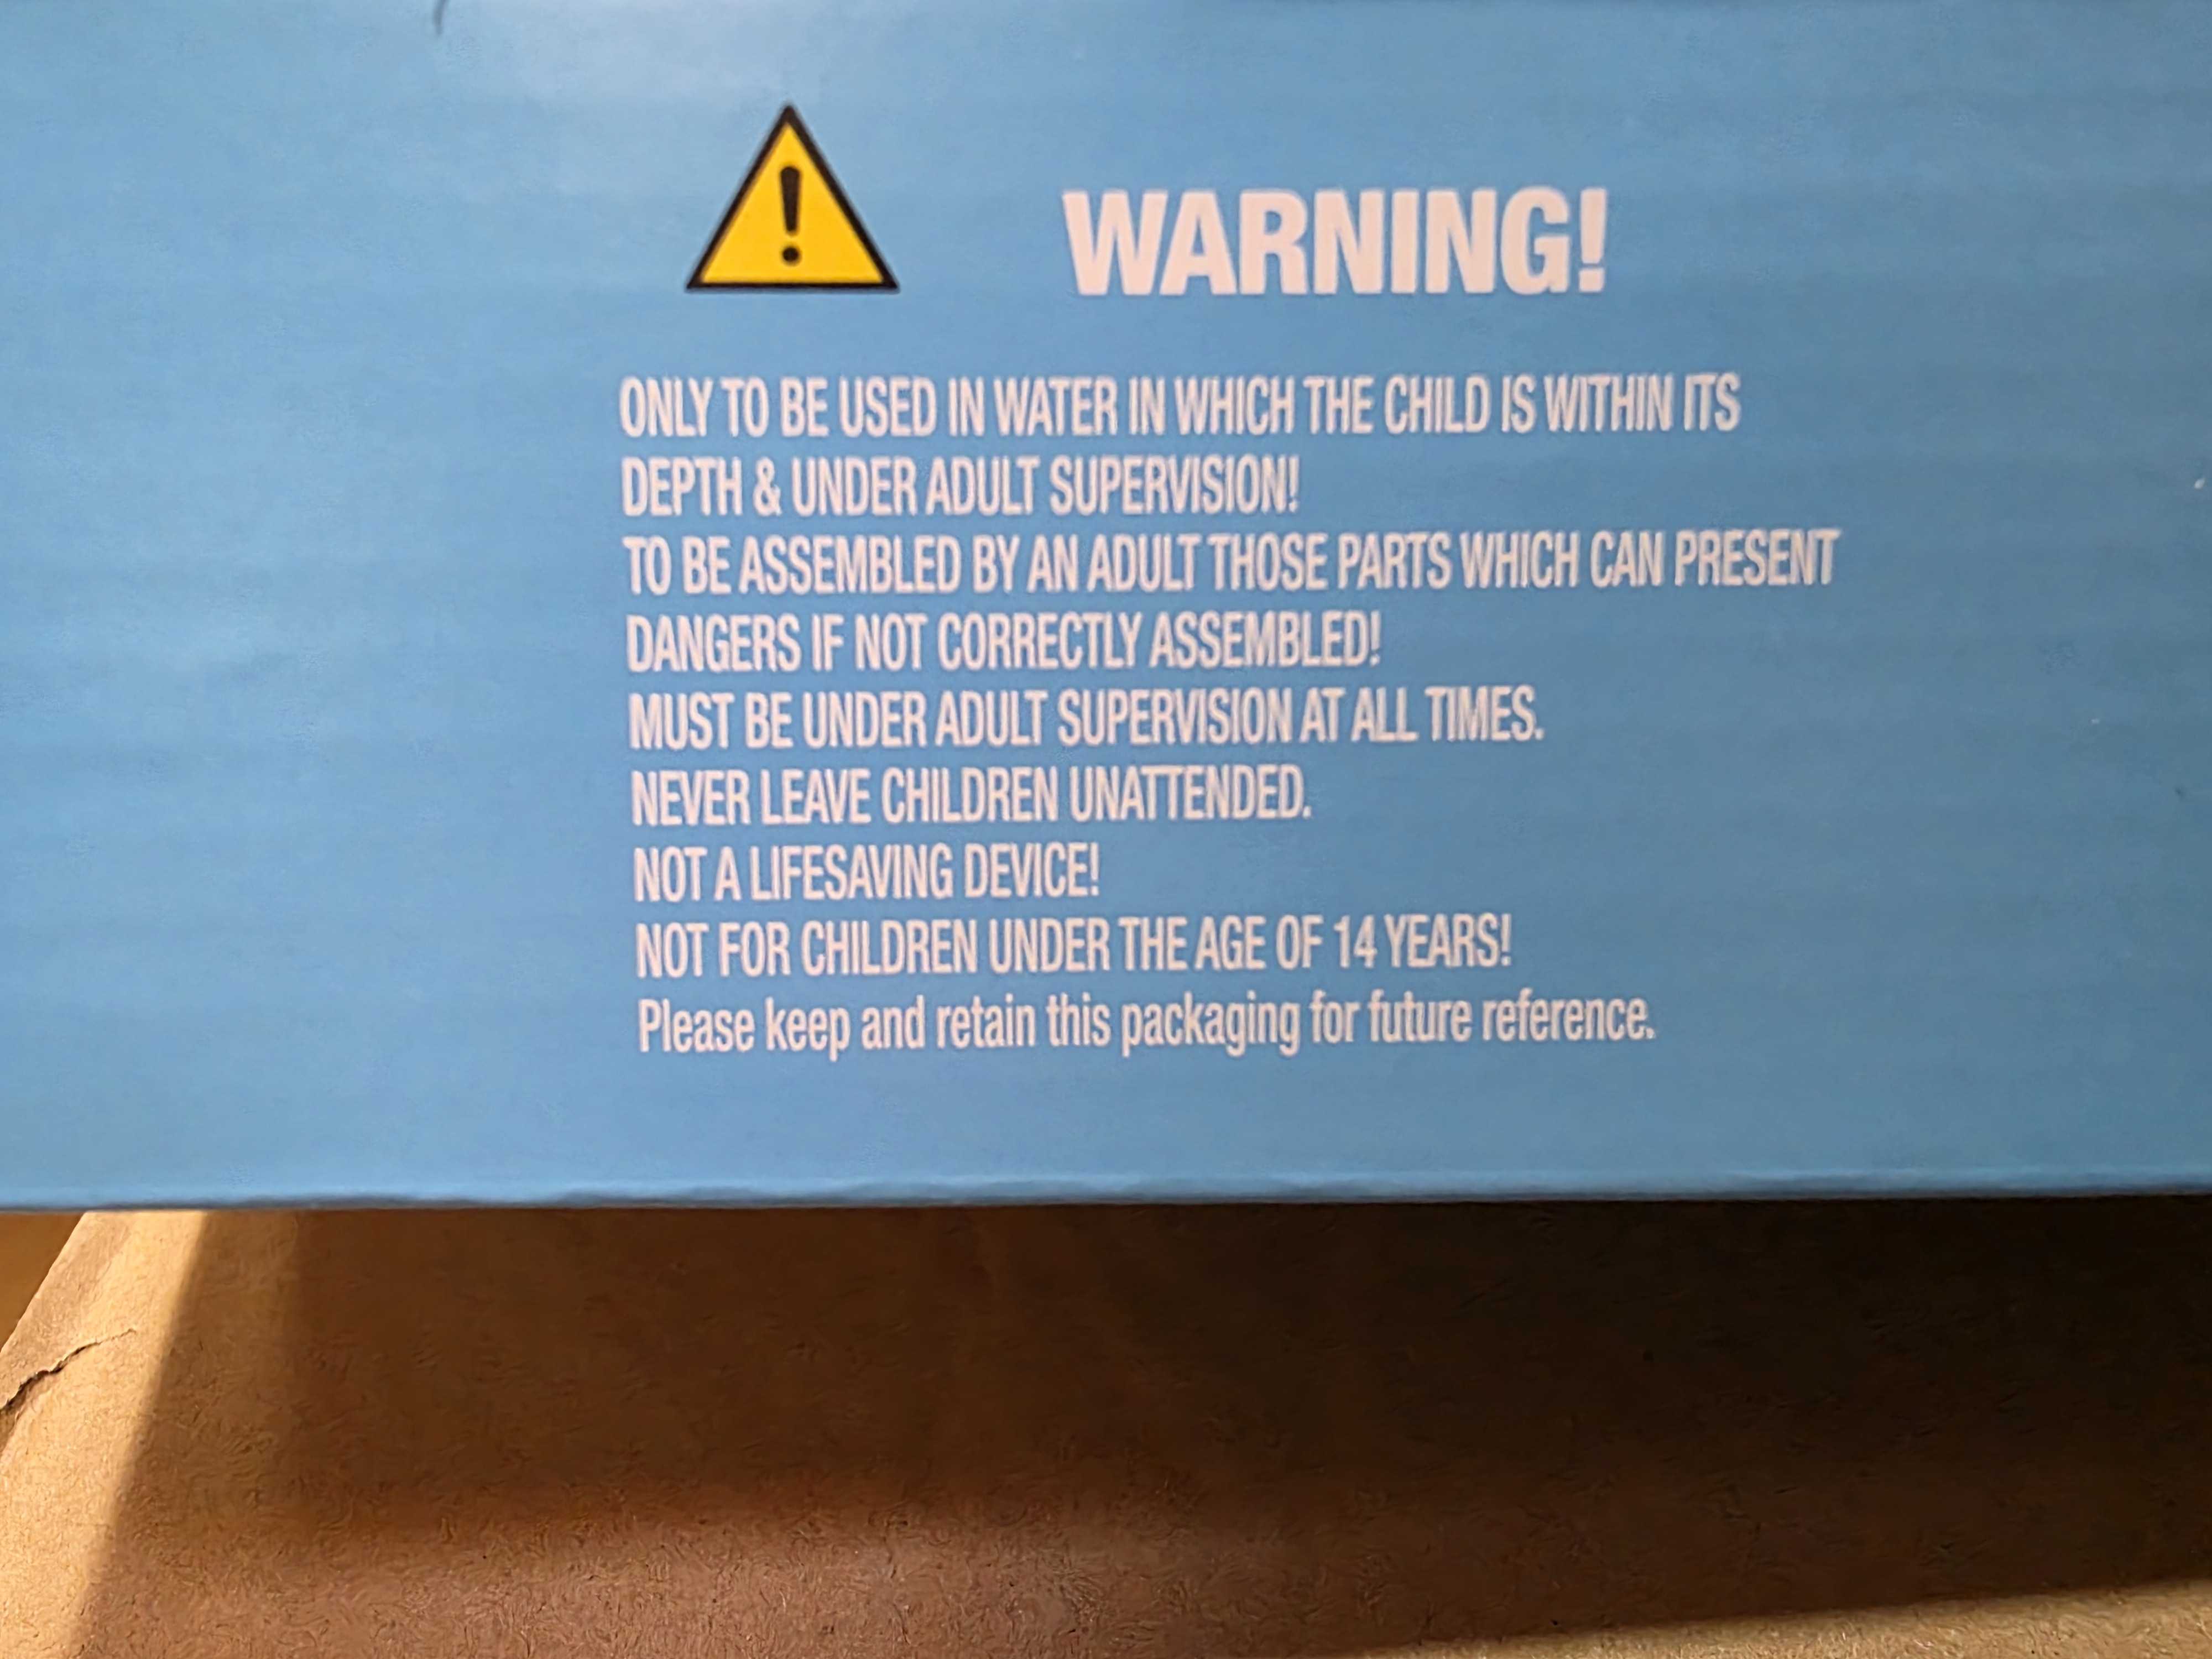 WARNING!
ONLY TO BE USED IN WATER IN WHICH THE CHILD IS WITHIN ITS
DEPTH & UNDER ADULT SUPERVISION!
TO BE ASSEMBLED BY AN ADULT THOSE PARTS WHICH CAN PRESENT
DANGERS IF NOT CORRECTLY ASSEMBLED!
MUST BE UNDER ADULT SUPERVISION AT ALL TIMES.
NEVER LEAVE CHILDREN UNATTENDED.
NOT A LIFESAVING DEVICE!
NOT FOR CHILDREN UNDER THE AGE OF 14 YEARS!
Please keep and retain this packaging for future reference.